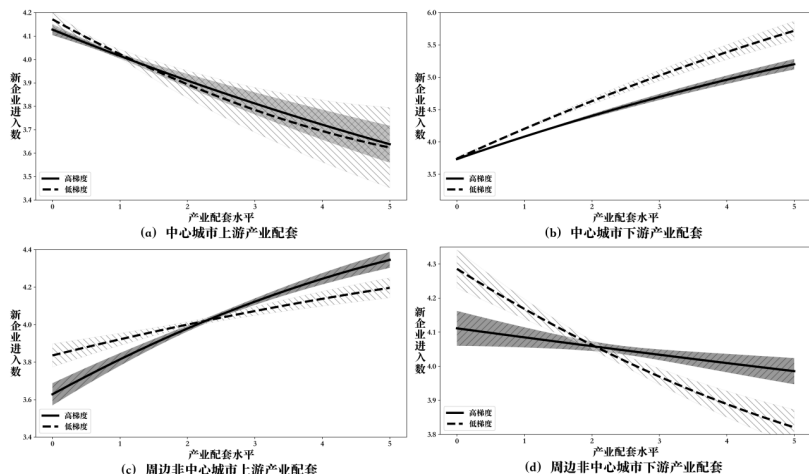 4.2
4.1
4.0
3.9
3.8
3.7
3.6
3.5
3.4
新企业进入数
高梯度
低梯度
0 1 2 3 4 5
产业配套水平
(a) 中心城市上游产业配套
6.0
5.5
5.0
4.5
4.0
3.5
新企业进入数
高梯度
低梯度
0 1 2 3 4 5
产业配套水平
(b) 中心城市下游产业配套
4.4
4.2
4.0
3.8
3.6
3.4
新企业进入数
高梯度
低梯度
0 1 2 3 4 5
产业配套水平
(c) 周边非中心城市上游产业配套
4.3
4.2
4.1
4.0
3.9
3.8
新企业进入数
高梯度
低梯度
0 1 2 3 4 5
产业配套水平
(d) 周边非中心城市下游产业配套